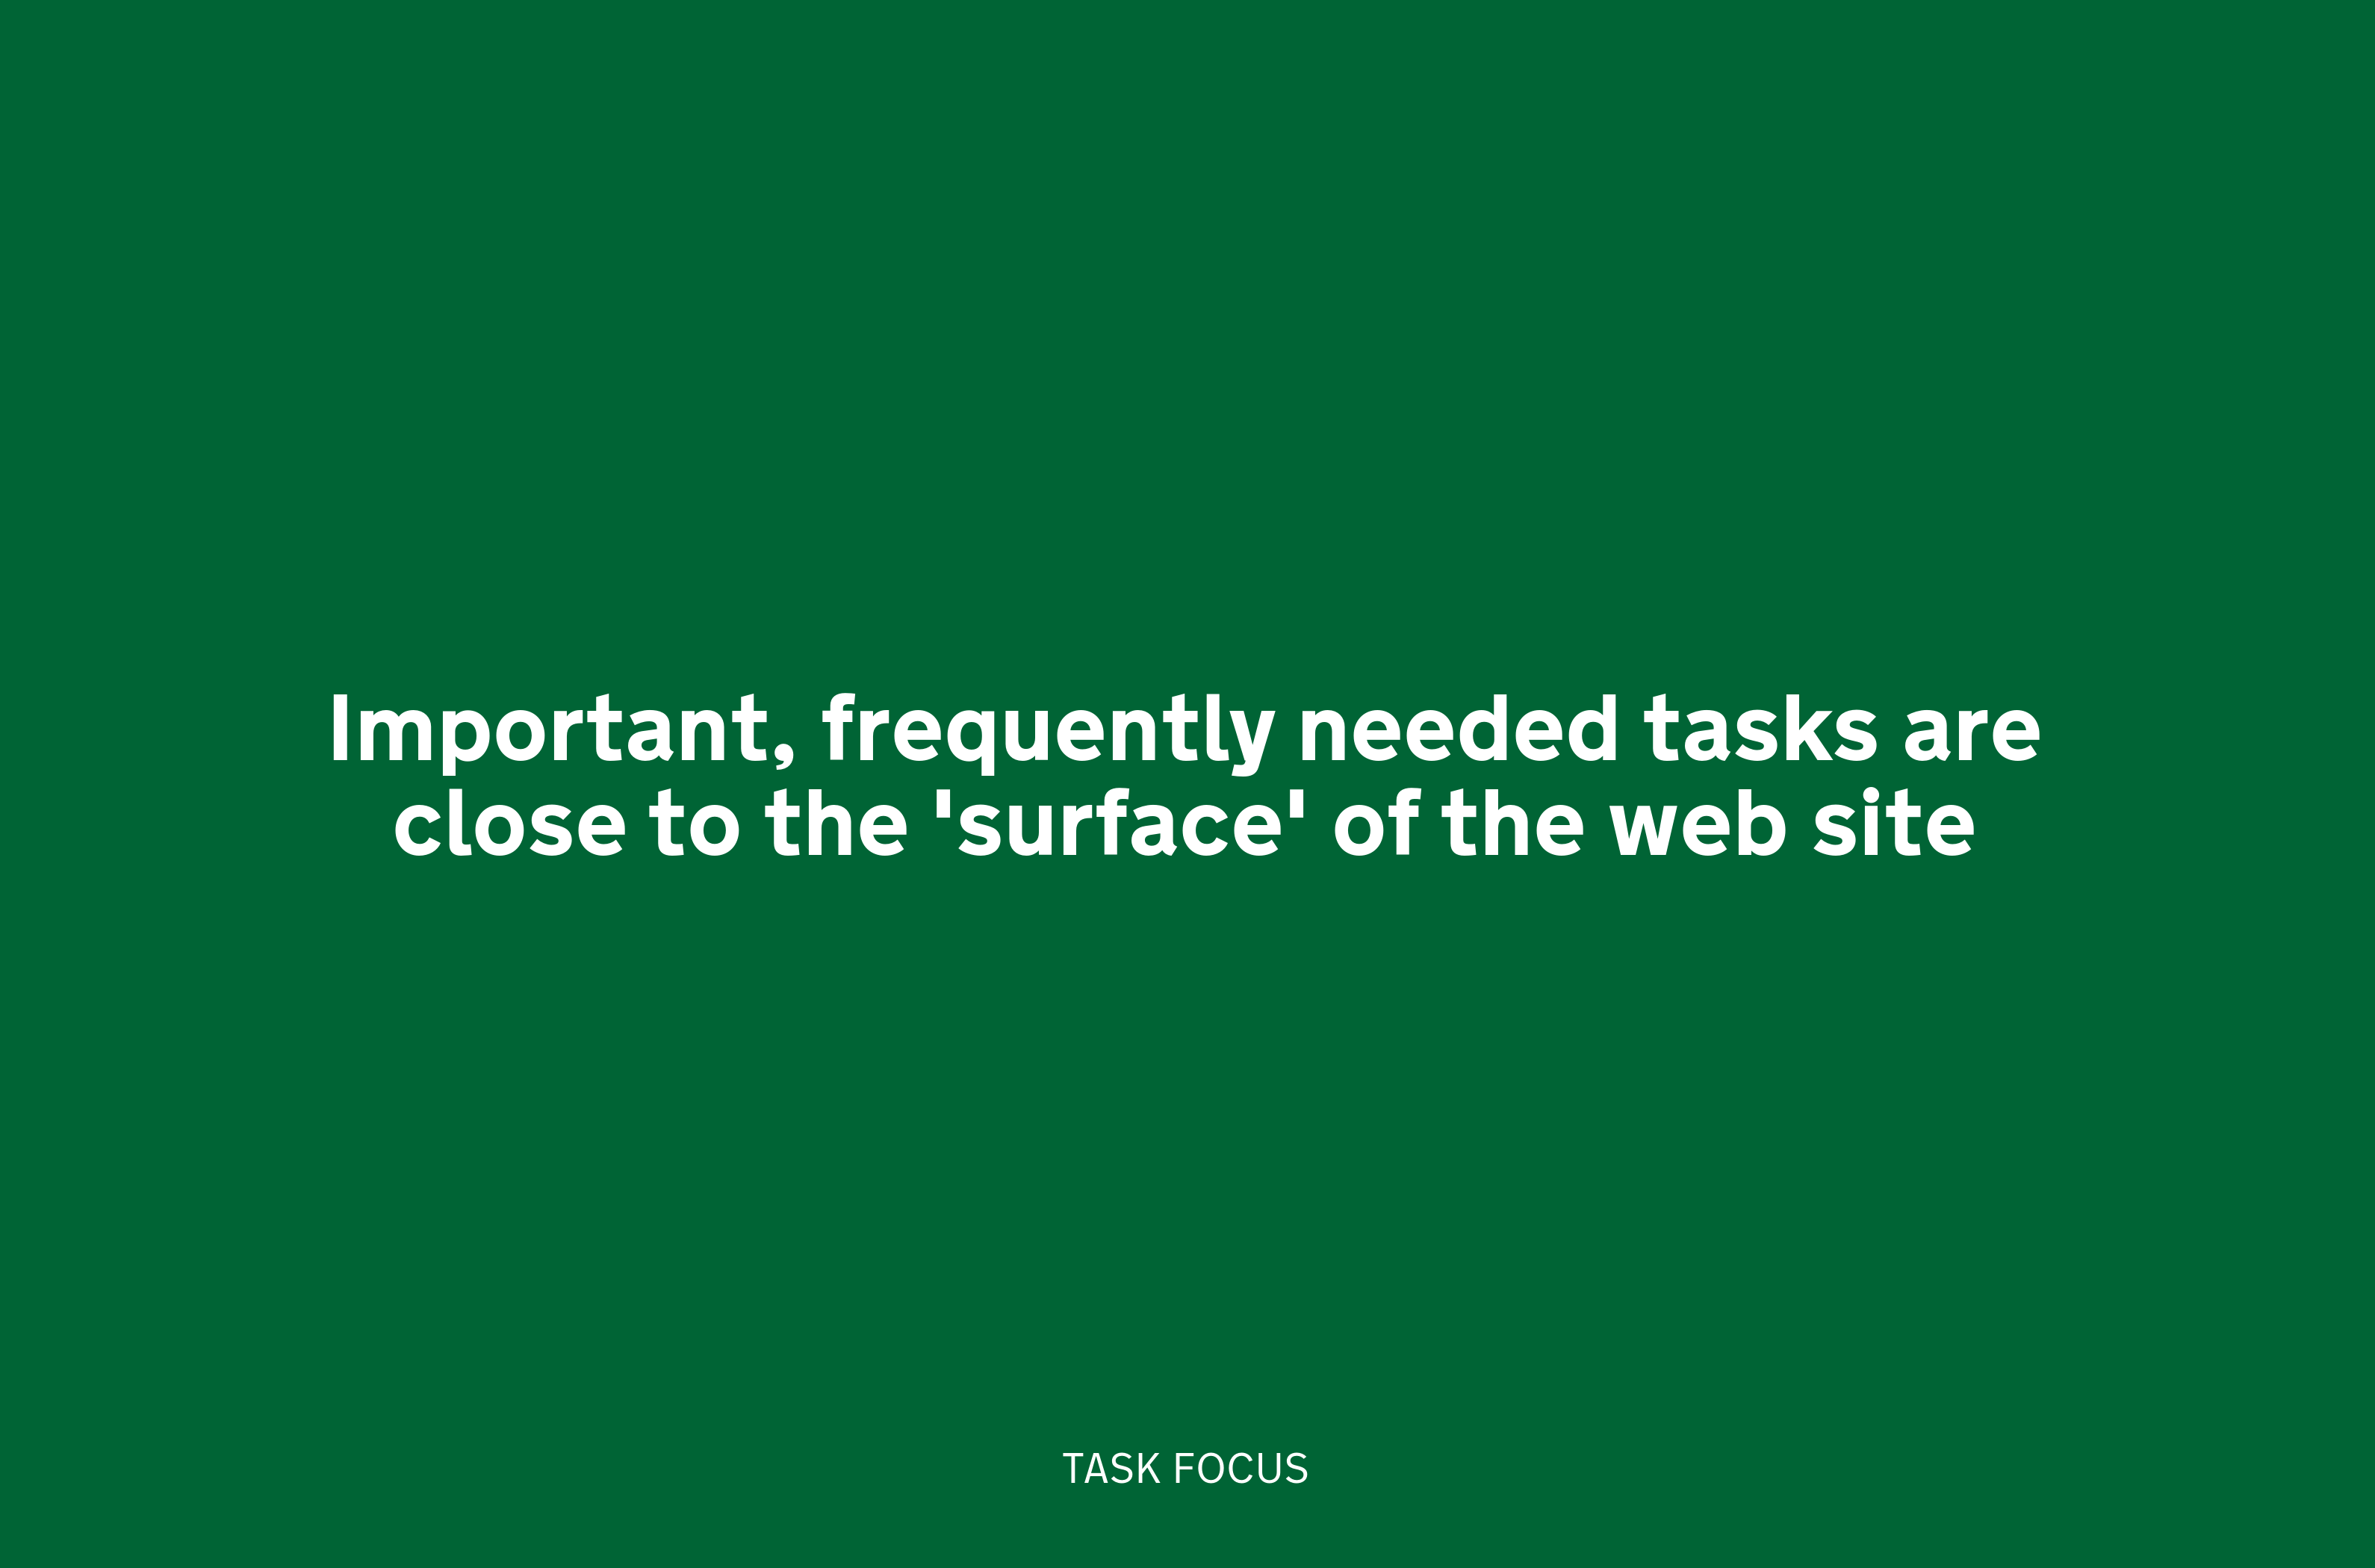 Important, frequently needed tasks are
close to the 'surface' of the web site
TASK FOCUS